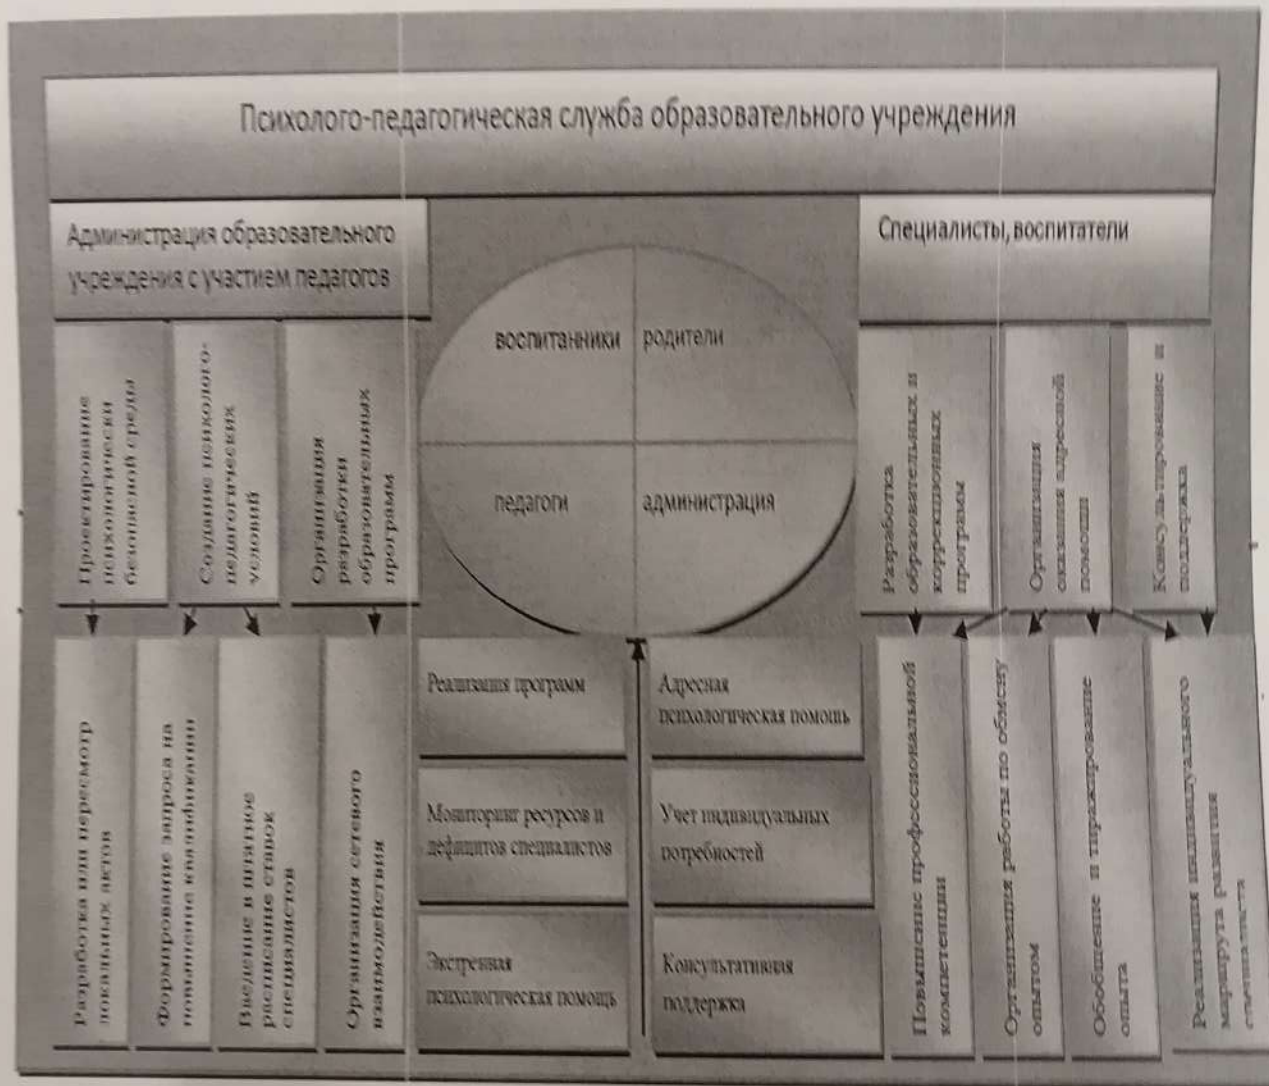 Психолого-педагогическая служба образовательного учреждения
Администрация образовательного
учреждения с участием педагогов
Специалисты, воспитатели
Проектирование
психологически
безопасной среды
Создание психолого-
педагогических
условий
Организация
разработки
образовательных
программ
воспитанники
родители
педагоги
администрация
Разработка
образовательных и
коррекционных
программ
Организация
оказания адресной
помощи
Консультирование и
поддержка
Разработка или пересмотр
локальных актов
Формирование запроса на
повышение квалификации
Введение в штатное
расписание ставок
специалистов
Организация сетевого
взаимодействия
Реализация программ
Адресная
психологическая помощь
Мониторинг ресурсов и
дефицитов специалистов
Учет индивидуальных
потребностей
Экстренная
психологическая помощь
Консультативная
поддержка
Повышение профессиональной
компетенции
Организация работы по обмену
опытом
Обобщение и тиражирование
опыта
Реализация индивидуального
маршрута развития
специалиста